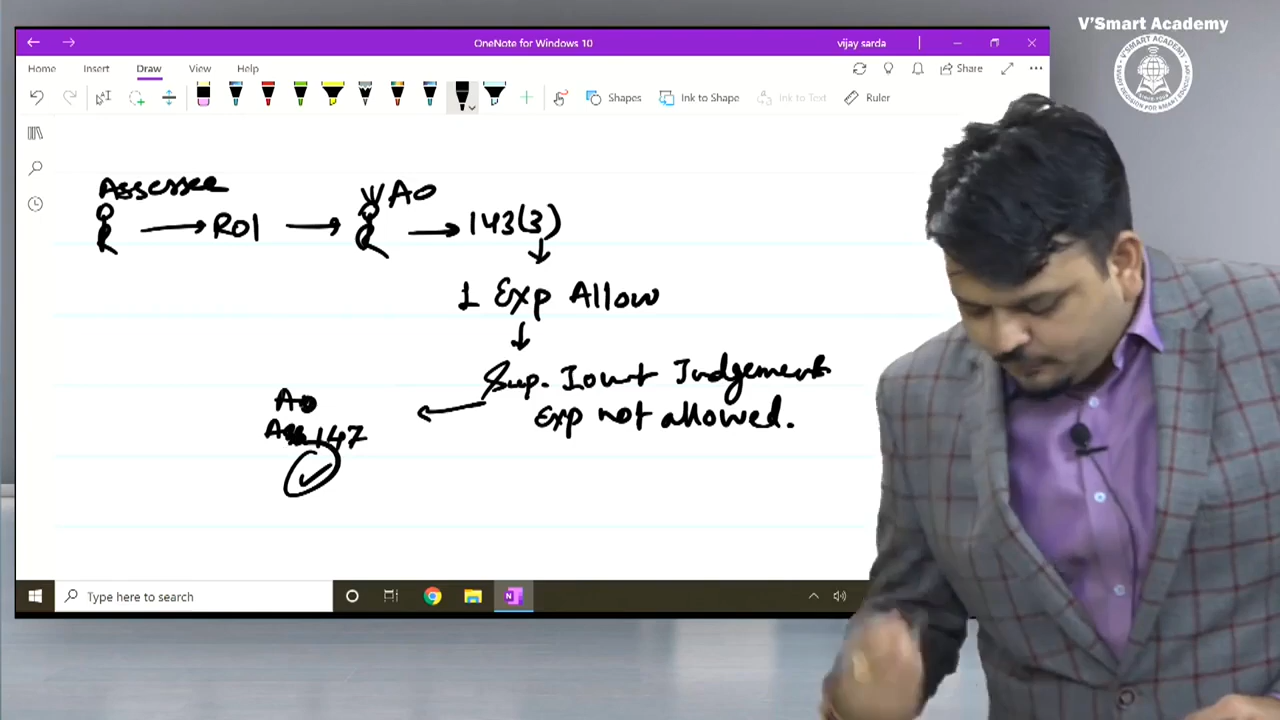 V'Smart Academy
OneNote for Windows 10
vijay sarda
Home Insert Draw View Help
Share
Shapes Ink to Shape Ink to Text Ruler
Assessee
ROI
AO
143(3)
1 Exp Allow
Sup. Court Judgement
Exp not allowed.
AO
147
Type here to search